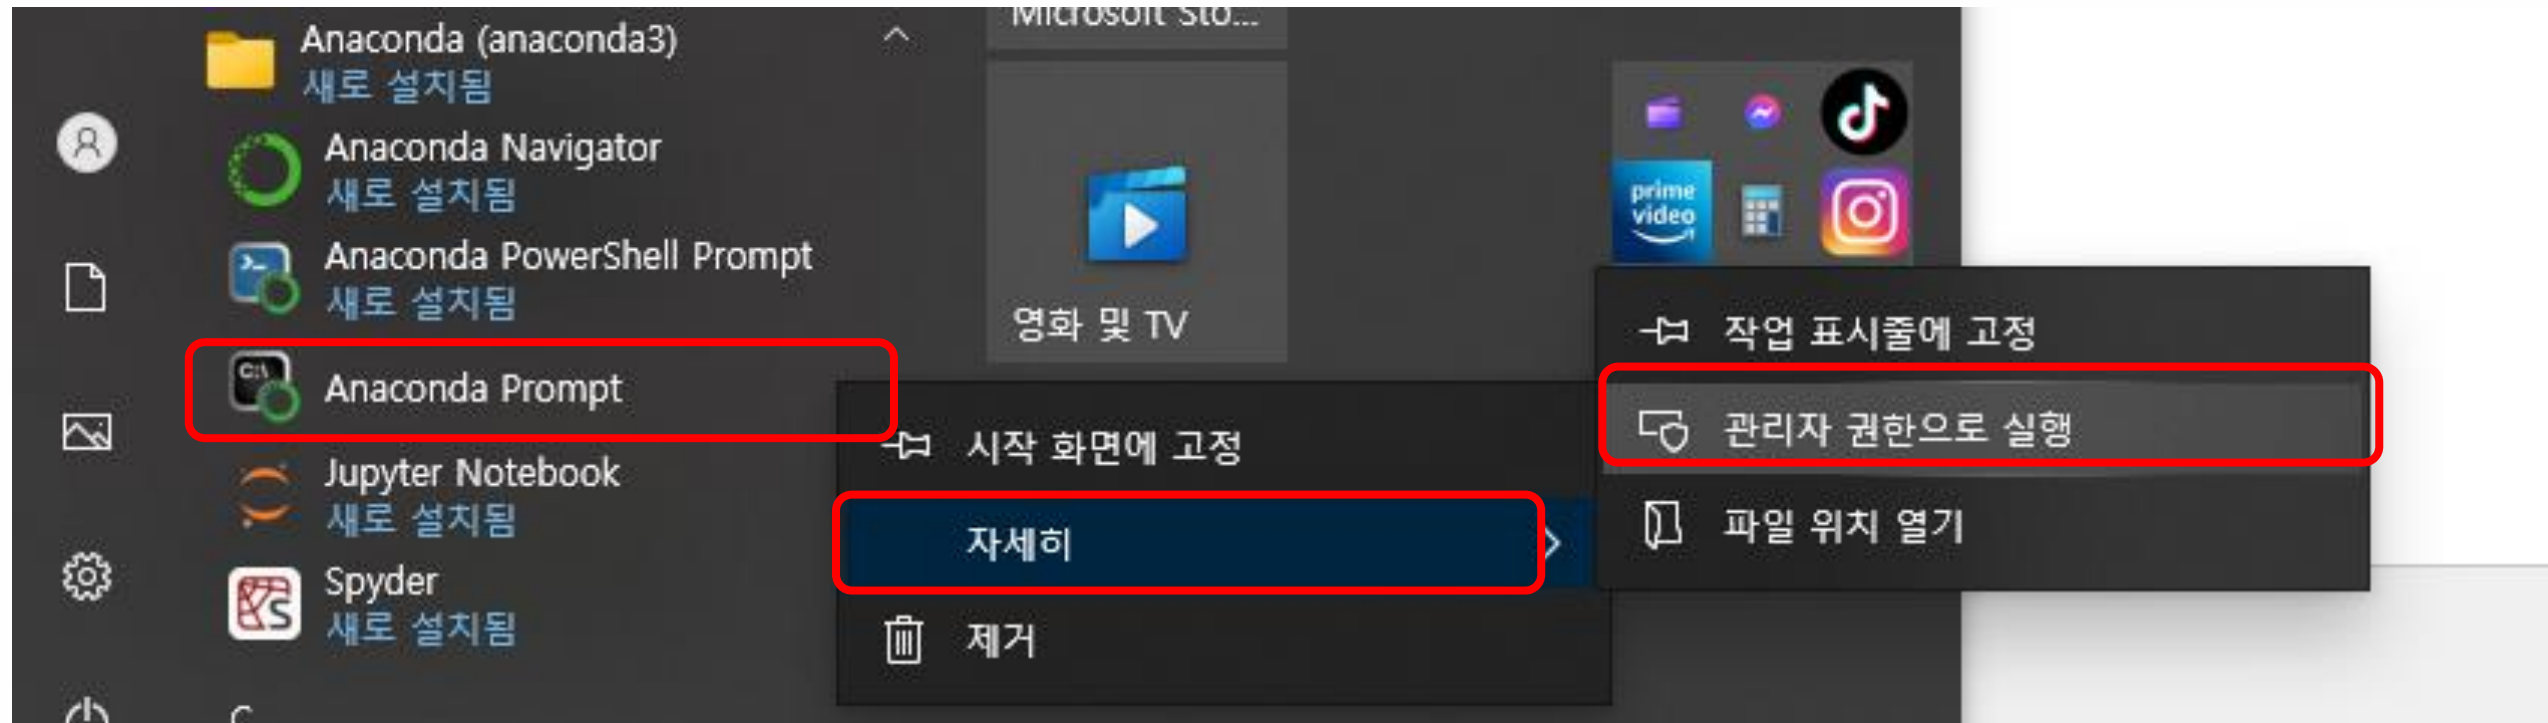 Anaconda (anaconda3)
새로 설치됨
Anaconda Navigator
새로 설치됨
Anaconda PowerShell Prompt
새로 설치됨
C:\
Anaconda Prompt
Jupyter Notebook
새로 설치됨
Spyder
새로 설치됨
Microsoft Sto...
영화 및 TV
prime
video
시작 화면에 고정
자세히
제거
작업 표시줄에 고정
관리자 권한으로 실행
파일 위치 열기